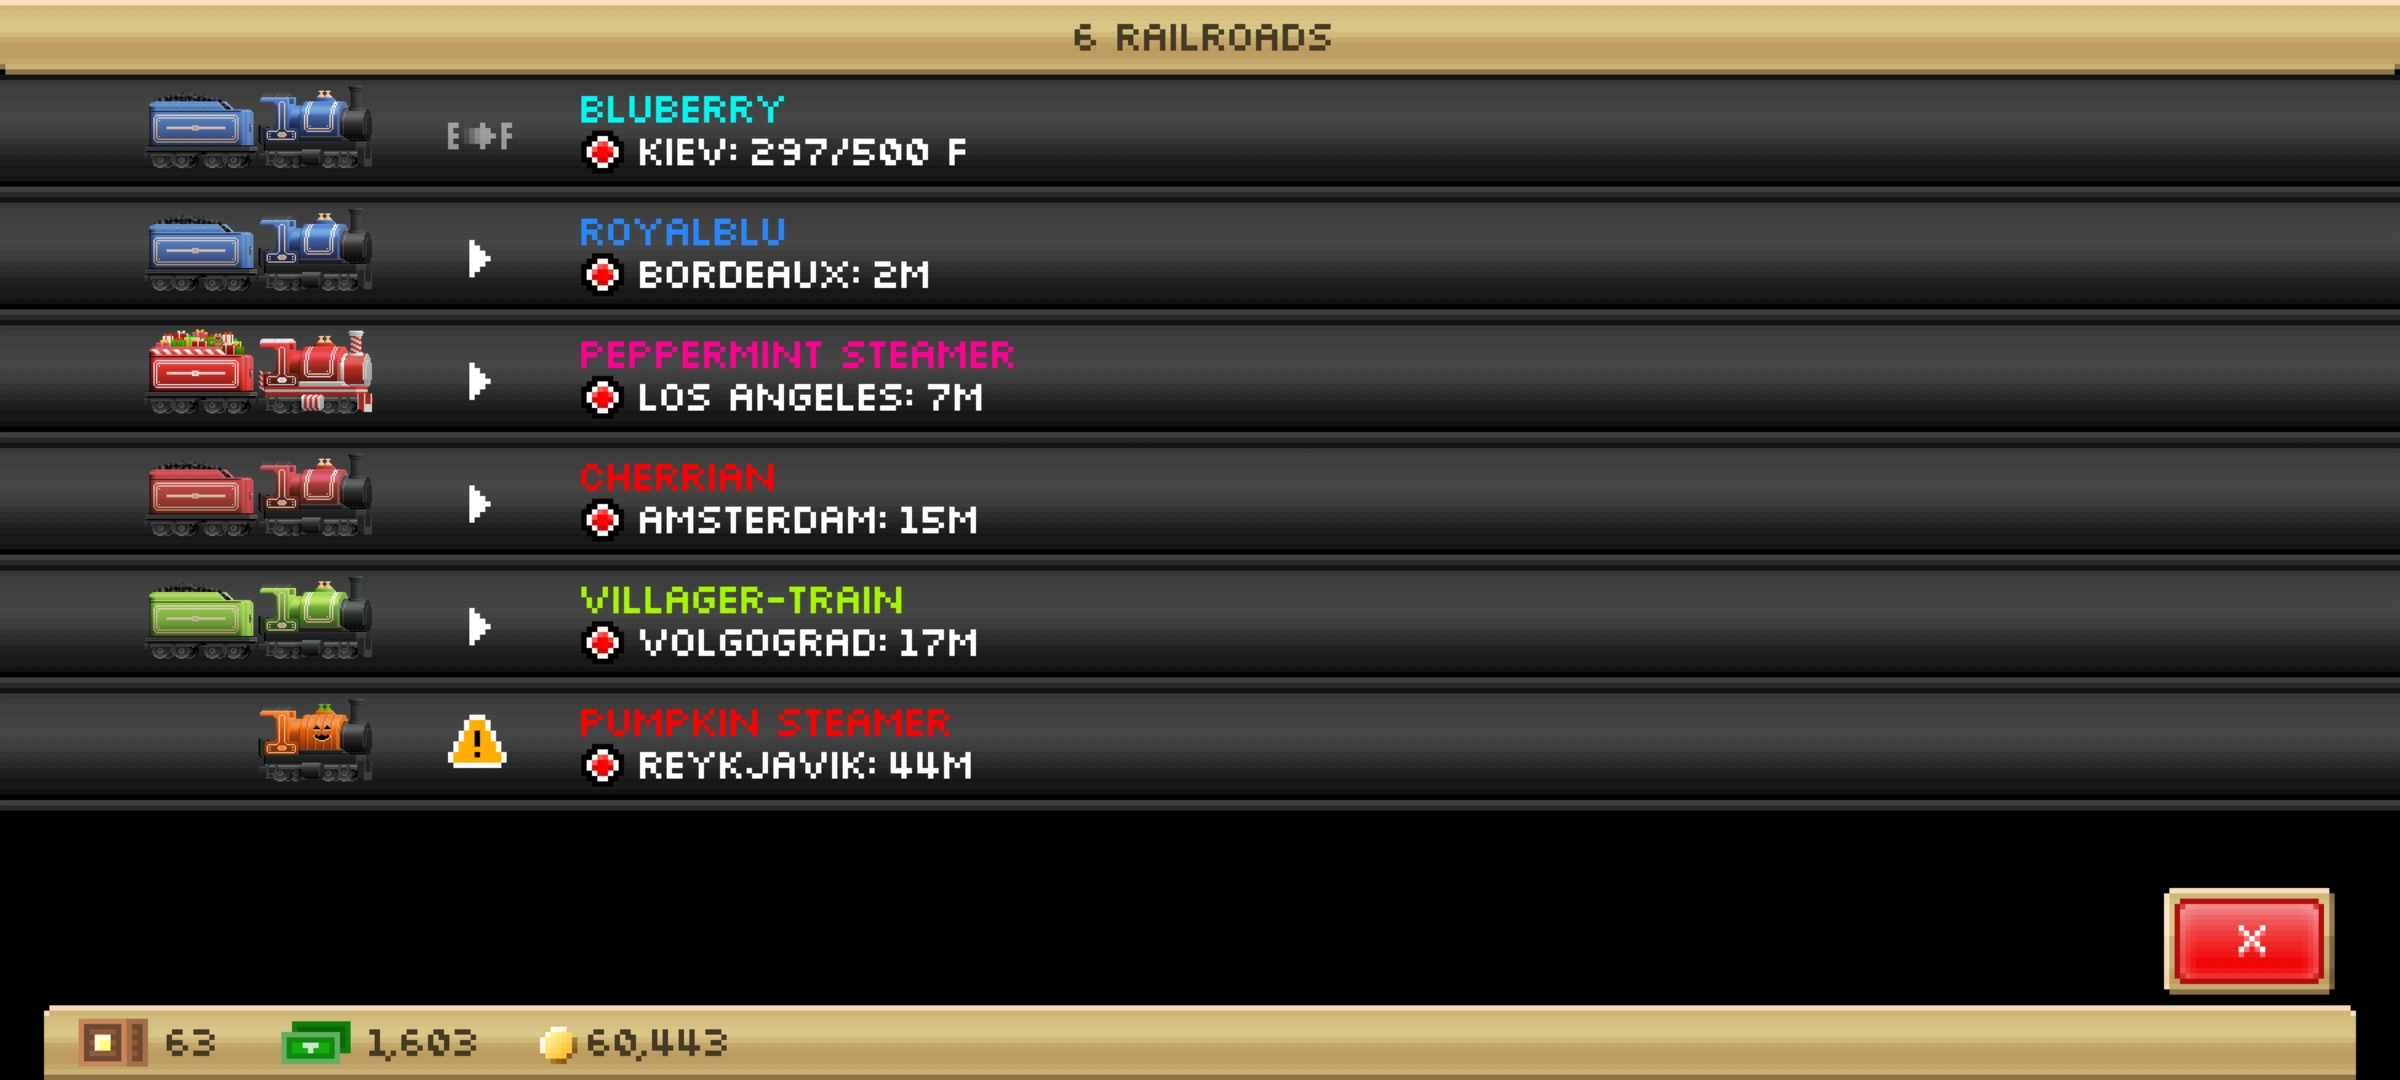 6 RAILROADS
E F
BLUBERRY
KIEV: 297/500 F
ROYALBLU
BORDEAUX: 2M
PEPPERMINT STEAMER
LOS ANGELES: 7M
CHERRIAN
AMSTERDAM: 15M
VILLAGER-TRAIN
VOLGOGRAD: 17M
!
PUMPKIN STEAMER
REYKJAVIK: 44M
X
63 1,603 60,443